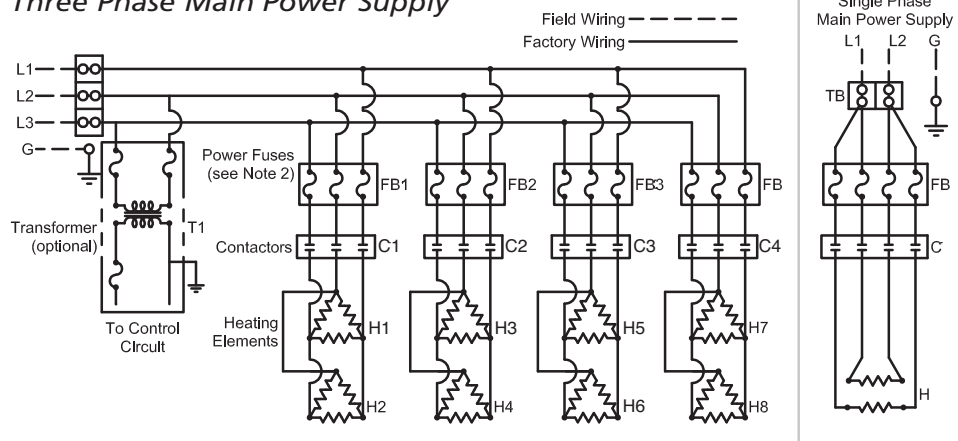 Three Phase Main Power Supply
Field Wiring
Factory Wiring
L1
L2
L3
G
Power Fuses
(see Note 2)
FB1
FB2
FB3
FB
Transformer
(optional)
T1
Contactors
C1
C2
C3
C4
To Control
CIrcuit
Heating
Elements
H1
H3
H5
H7
H2
H4
H6
H8
Single Phase
Main Power Supply
L1 L2 G
TB
FB
C
H